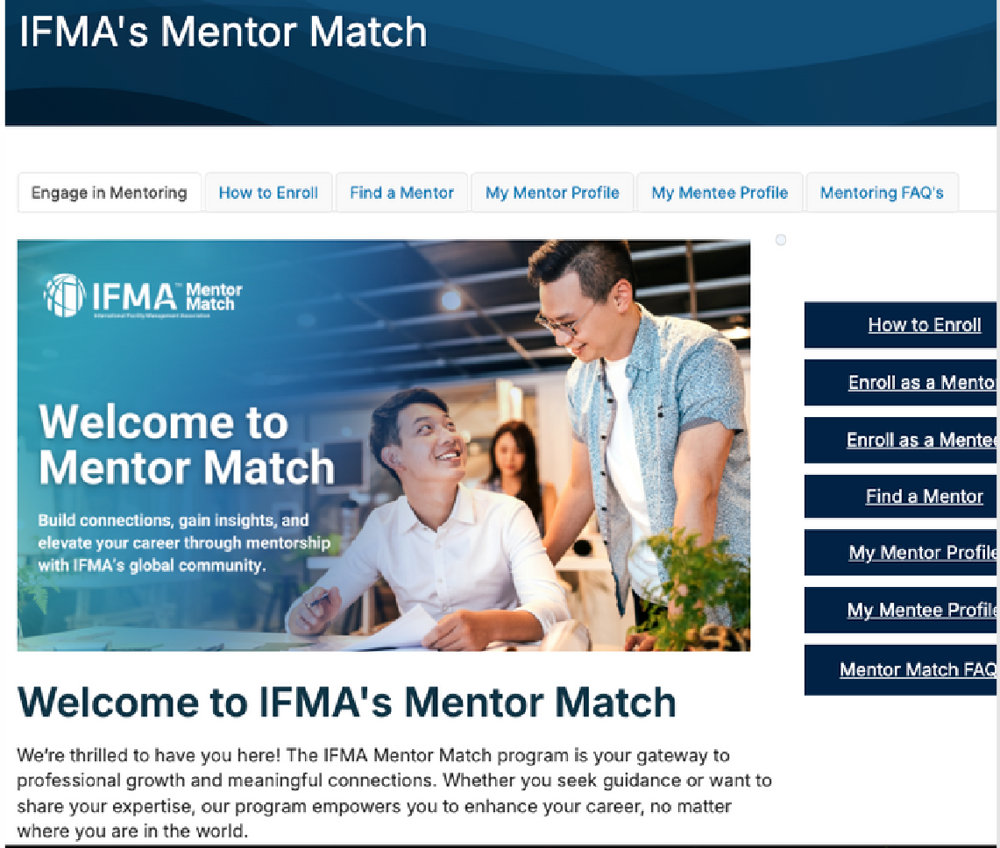 IFMA's Mentor Match
Engage in Mentoring
How to Enroll
Find a Mentor
My Mentor Profile
My Mentee Profile
Mentoring FAQ's
IFMA™ Mentor
Match
International Facility Management Association
Welcome to
Mentor Match
Build connections, gain insights, and
elevate your career through mentorship
with IFMA's global community.
How to Enroll
Enroll as a Mento
Enroll as a Mentee
Find a Mentor
My Mentor Profile
My Mentee Profile
Mentor Match FAQ
Welcome to IFMA's Mentor Match
We're thrilled to have you here! The IFMA Mentor Match program is your gateway to
professional growth and meaningful connections. Whether you seek guidance or want to
share your expertise, our program empowers you to enhance your career, no matter
where you are in the world.